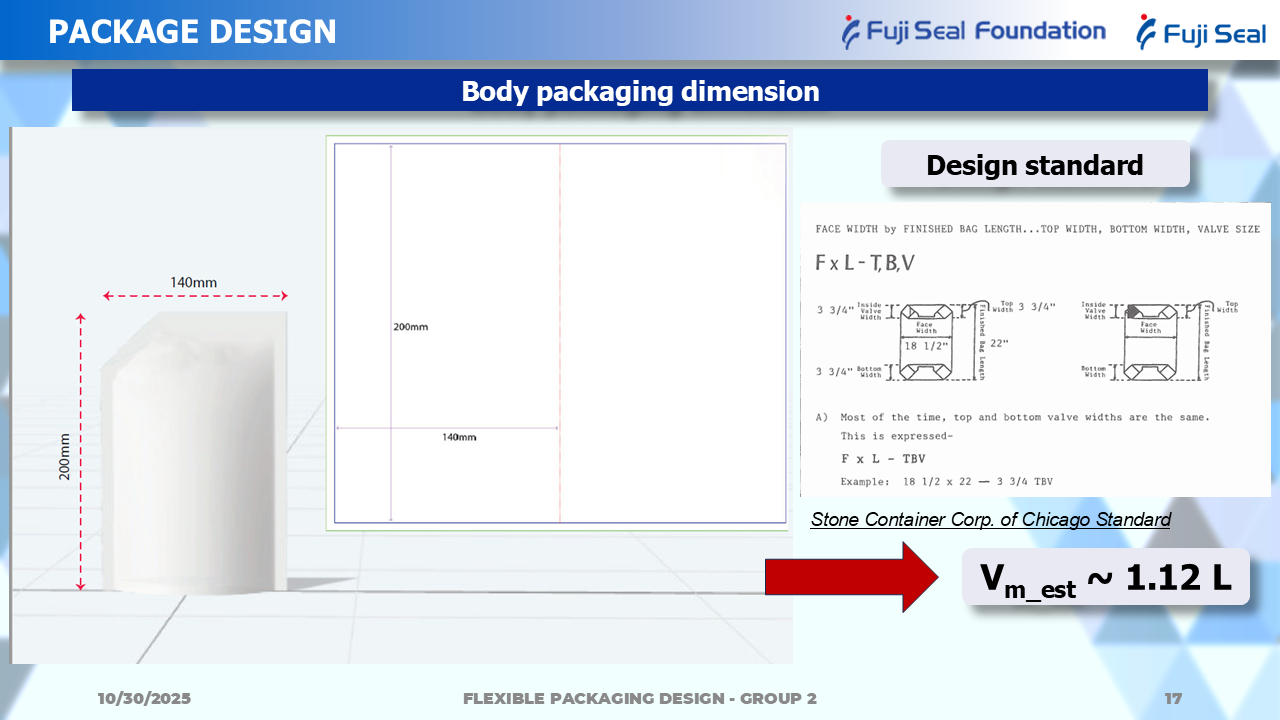 PACKAGE DESIGN
Fuji Seal Foundation
Fuji Seal
Body packaging dimension
140mm
200mm
200mm
140mm
Design standard
FACE WIDTH by FINISHED BAG LENGTH...TOP WIDTH, BOTTOM WIDTH, VALVE SIZE
F x L - T,B,V
3 3/4" Inside Valve Width
Top Width 3 3/4"
Face Width
18 1/2"
22"
Finished Bag Length
3 3/4" Bottom Width
Inside Valve Width
Top Width
Face Width
Finished Bag Length
Bottom Width
A) Most of the time, top and bottom valve widths are the same.
This is expressed-
F x L - TBV
Example: 18 1/2 x 22 — 3 3/4 TBV
Stone Container Corp. of Chicago Standard
Vm_est ~ 1.12 L
10/30/2025
FLEXIBLE PACKAGING DESIGN - GROUP 2
17